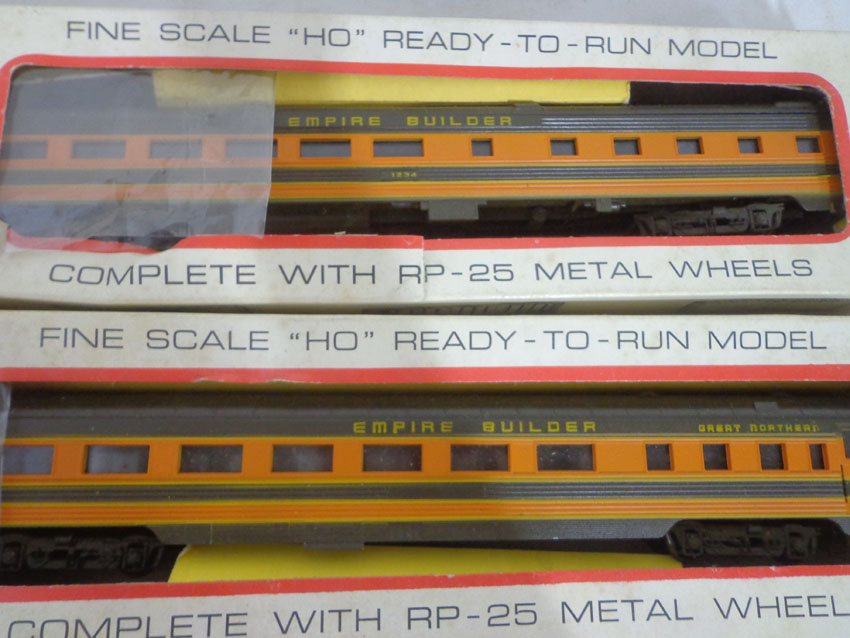 FINE SCALE "HO" READY-TO-RUN MODEL
EMPIRE BUILDER
1234
COMPLETE WITH RP-25 METAL WHEELS
FINE SCALE "HO" READY-TO-RUN MODEL
EMPIRE BUILDER GREAT NORTHERN
COMPLETE WITH RP-25 METAL WHEEL